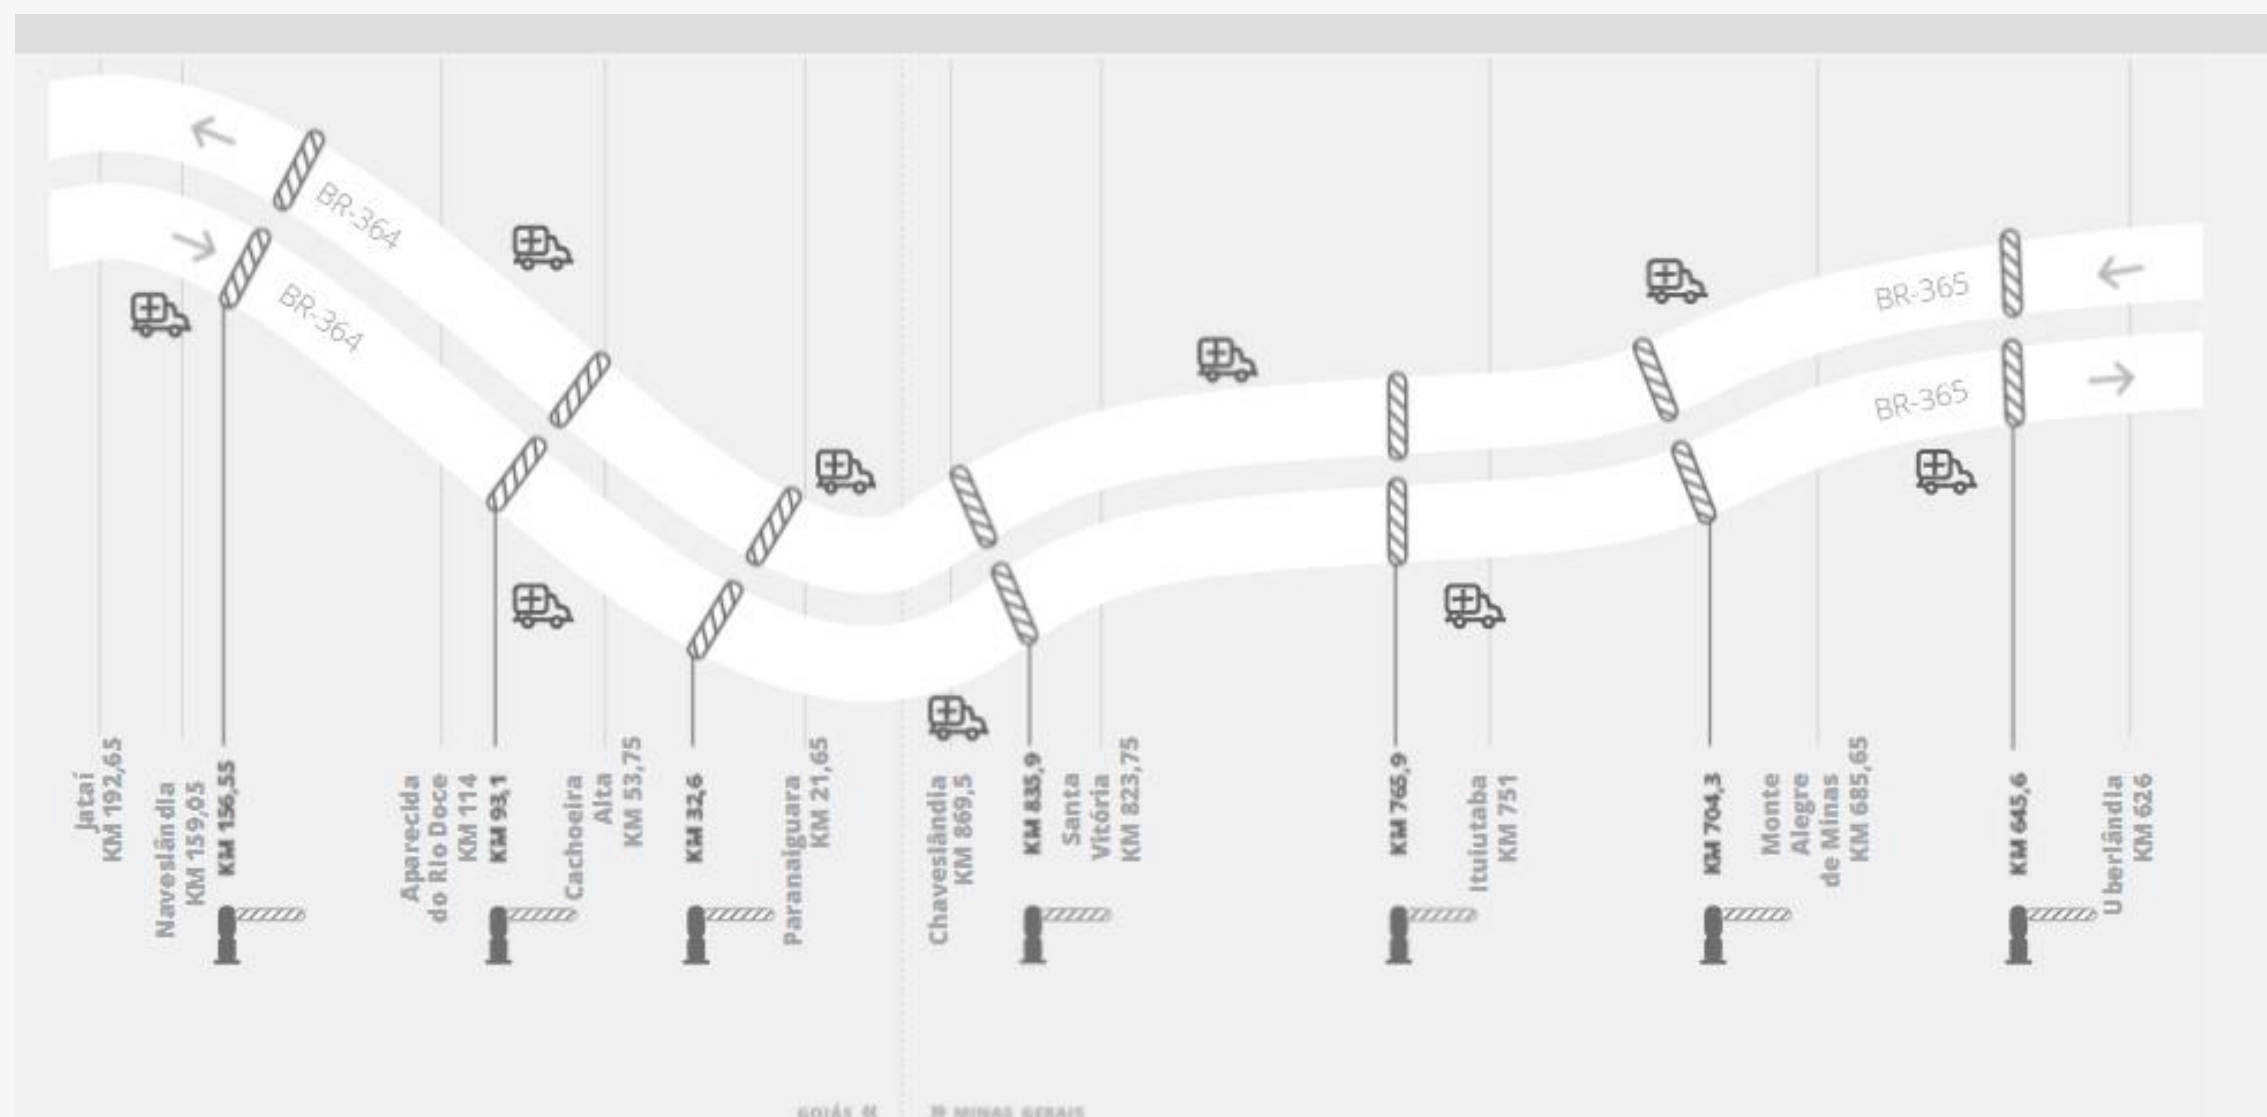 BR-364
BR-364
BR-365
BR-365
Jataí
KM 192,65
Naveslândia
KM 159,05
KM 156,55
Aparecida
do Rio Doce
KM 114
KM 93,1
Cachoeira
Alta
KM 53,75
KM 32,6
Paranaiguara
KM 21,65
Chaveslândia
KM 869,5
KM 835,9
Santa
Vitória
KM 823,75
KM 765,9
Ituiutaba
KM 751
KM 704,3
Monte
Alegre
de Minas
KM 685,65
KM 645,6
Uberlândia
KM 626
GOIÁS «
» MINAS GERAIS